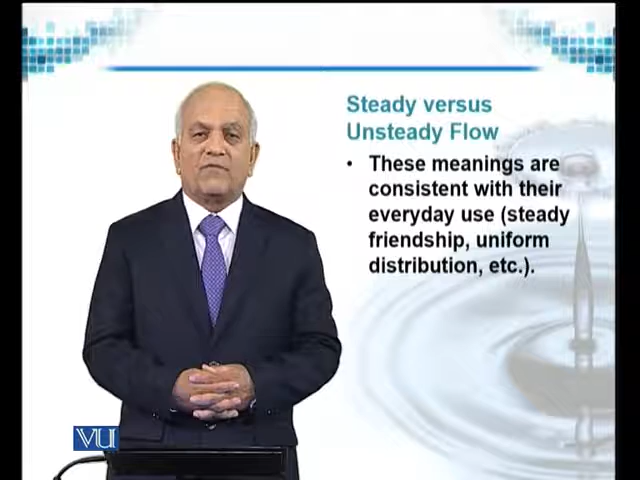 Steady versus
Unsteady Flow
• These meanings are
consistent with their
everyday use (steady
friendship, uniform
distribution, etc.).
VU